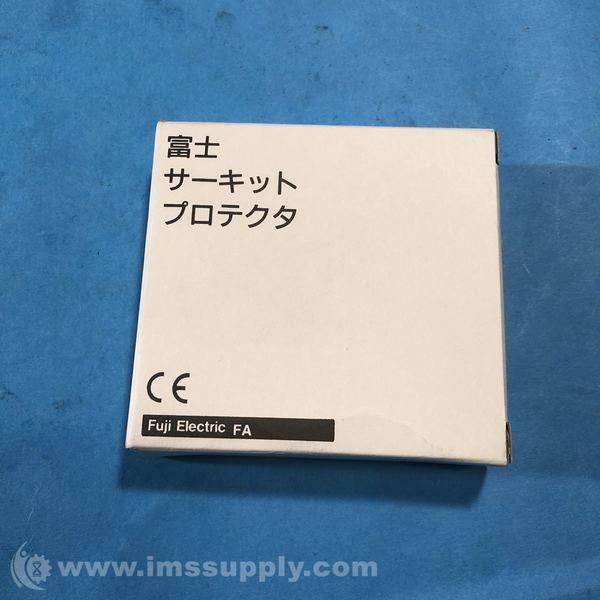 富士
サーキット
プロテクタ
CE
Fuji Electric FA
www.imssupply.com